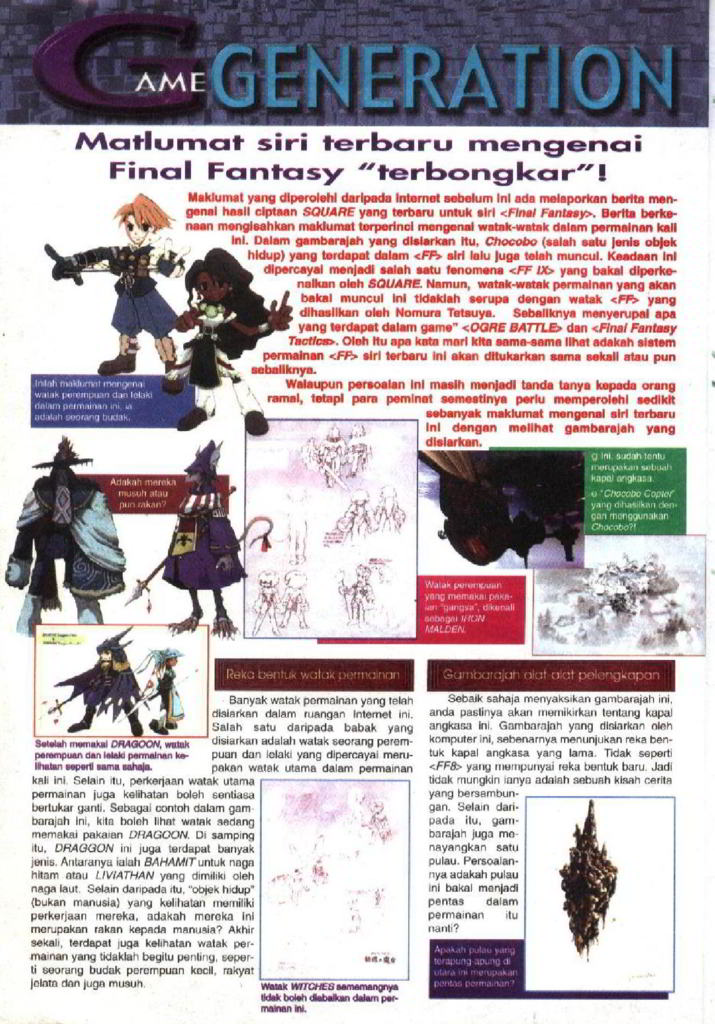 GAME GENERATION
Matlumat siri terbaru mengenai
Final Fantasy “terbongkar”!
Maklumat yang diperolehi daripada internet sebelum ini ada melaporkan berita men-
genai hasil ciptaan SQUARE yang terbaru untuk siri <Final Fantasy>. Berita berke-
naan mengisahkan maklumat terperinci mengenai watak-watak dalam permainan kali
ini. Dalam gambarajah yang disiarkan itu, Chocobo (salah satu jenis objek
hidup) yang terdapat dalam <FF> siri lalu juga telah muncul. Keadaan ini
dipercayai menjadi salah satu fenomena <FF IX> yang bakal diperke-
nalkan oleh SQUARE. Namun, watak-watak permainan yang akan
bakal muncul ini tidaklah serupa dengan watak <FF> yang
dihasilkan oleh Nomura Tetsuya. Sebaliknya menyerupai apa
yang terdapat dalam game" <OGRE BATTLE> dan <Final Fantasy
Tactics>. Oleh itu apa kata mari kita sama-sama lihat adakah sistem
permainan <FF> siri terbaru ini akan ditukarkan sama sekali atau pun
sebaliknya.
Walaupun persoalan ini masih menjadi tanda tanya kepada orang
ramai, tetapi para peminat semestinya perlu memperolehi sedikit
sebanyak maklumat mengenai siri terbaru
ini dengan melihat gambarajah yang
disiarkan.
Inilah maklumat mengenai
watak perempuan dan lelaki
dalam permainan ini, ia
adalah seorang budak.
Adakah mereka
musuh atau
pun rakan?
g ini, sudah tentu
merupakan sebuah
kapal angkasa.
o "Chocobo Copter"
yang dihasilkan den-
gan menggunakan
Chocobo?!
Watak perempuan
yang memakai paka-
ian "gangsa", dikenali
sebagai IRON
MALDEN.
Setelah memakai DRAGOON, watak
perempuan dan lelaki permainan ke-
lihatan seperti sama sahaja.
Reka bentuk watak permainan
Banyak watak permainan yang telah
disiarkan dalam ruangan Internet ini.
Salah satu daripada babak yang
disiarkan adalah watak seorang perem-
puan dan lelaki yang dipercayai meru-
pakan watak utama dalam permainan
kali ini. Selain itu, perkerjaan watak utama
permainan juga kelihatan boleh sentiasa
bertukar ganti. Sebagai contoh dalam gam-
barajah ini, kita boleh lihat watak sedang
memakai pakaian DRAGOON. Di samping
itu, DRAGGON ini juga terdapat banyak
jenis. Antaranya ialah BAHAMIT untuk naga
hitam atau LIVIATHAN yang dimiliki oleh
naga laut. Selain daripada itu, "objek hidup"
(bukan manusia) yang kelihatan memiliki
perkerjaan mereka, adakah mereka ini
merupakan rakan kepada manusia? Akhir
sekali, terdapat juga kelihatan watak per-
mainan yang tidaklah begitu penting, seper-
ti seorang budak perempuan kecil, rakyat
jelata dan juga musuh.
Watak WITCHES sememangnya
tidak boleh diabaikan dalam per-
mainan ini.
Gambarajah alat-alat pelengkapan
Sebaik sahaja menyaksikan gambarajah ini,
anda pastinya akan memikirkan tentang kapal
angkasa ini. Gambarajah yang disiarkan oleh
komputer ini, sebenarnya menunjukan reka ben-
tuk kapal angkasa yang lama. Tidak seperti
<FF8> yang mempunyai reka bentuk baru. Jadi
tidak mungkin ianya adalah sebuah kisah cerita
yang bersambun-
gan. Selain dari-
pada itu, gam-
barajah juga me-
nayangkan satu
pulau. Persoalan-
nya adakah pulau
ini bakal menjadi
pentas dalam
permainan itu
nanti?
Apakah pulau yang
terapung-apung di
utara ini merupakan
pentas permainan?